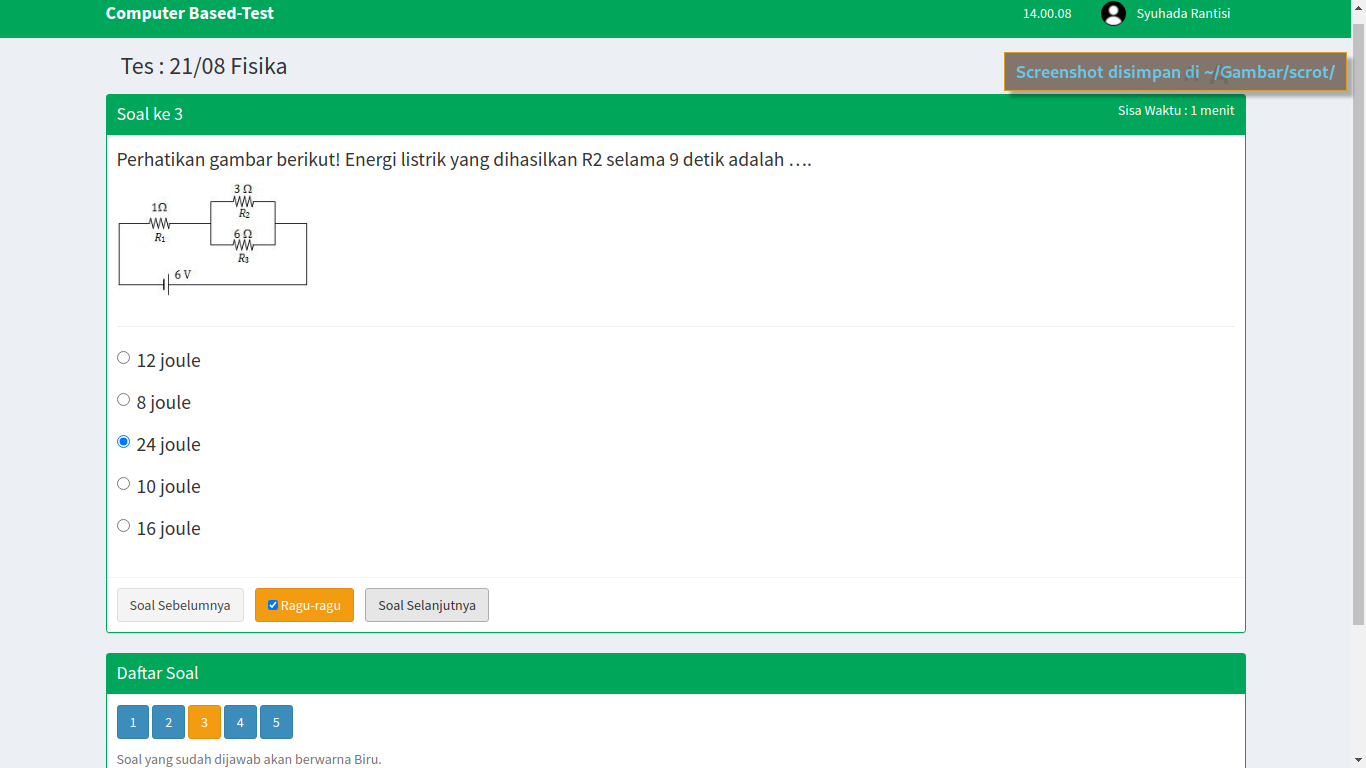 Computer Based-Test
14.00.08
Syuhada Rantisi
Tes : 21/08 Fisika
Screenshot disimpan di ~/Gambar/scrot/
Soal ke 3
Sisa Waktu : 1 menit
Perhatikan gambar berikut! Energi listrik yang dihasilkan R2 selama 9 detik adalah ….
3 Ω
R₂
1Ω
R₁
6 Ω
R₃
6 V
12 joule
8 joule
24 joule
10 joule
16 joule
Soal Sebelumnya
Ragu-ragu
Soal Selanjutnya
Daftar Soal
1 2 3 4 5
Soal yang sudah dijawab akan berwarna Biru.